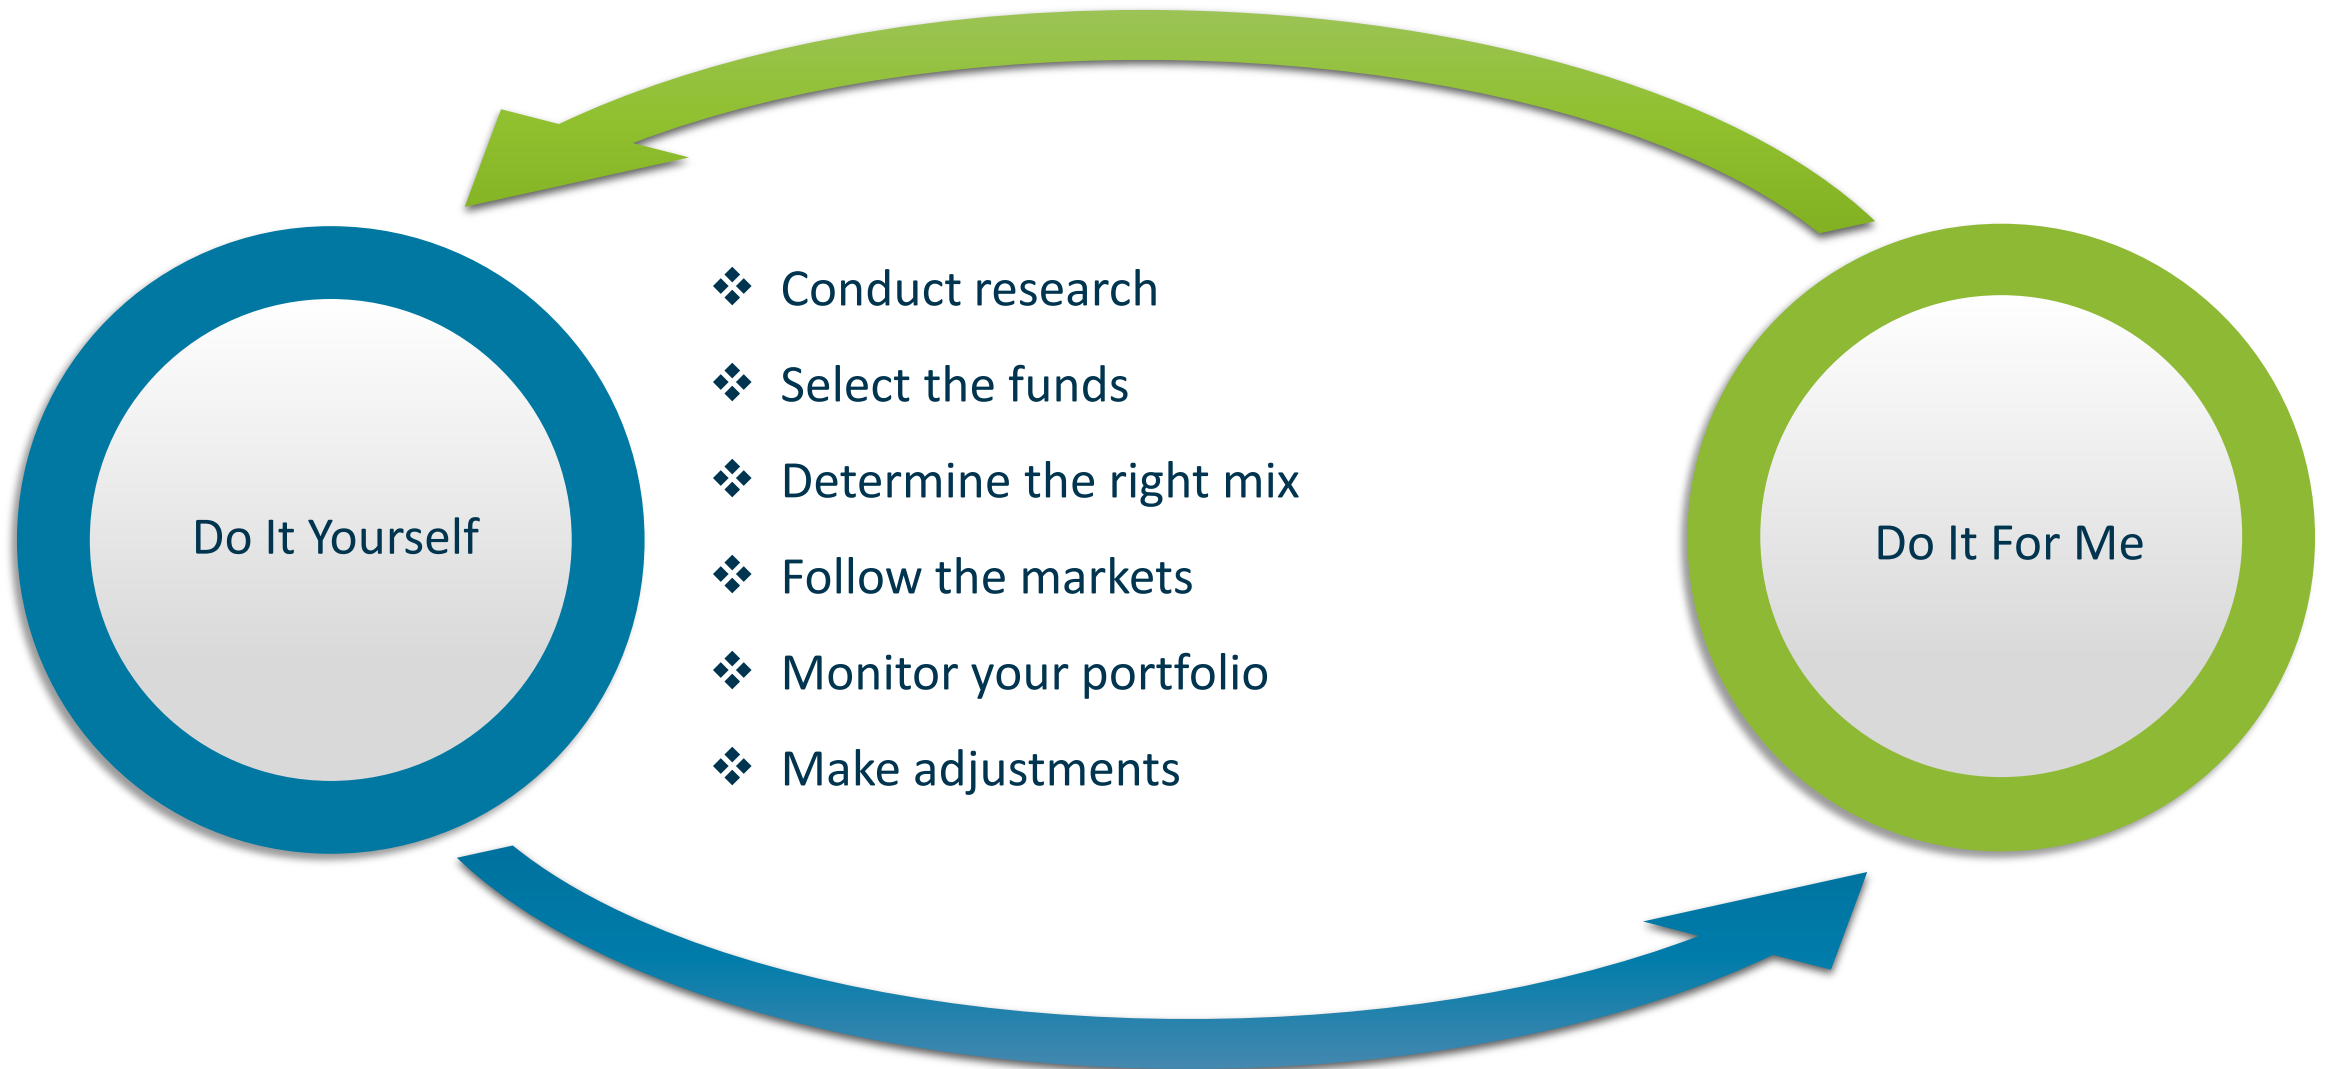 Do It Yourself
❖ Conduct research
❖ Select the funds
❖ Determine the right mix
❖ Follow the markets
❖ Monitor your portfolio
❖ Make adjustments
Do It For Me